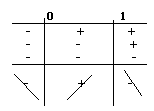 0 1
- + +
- - +
- - -
- + -